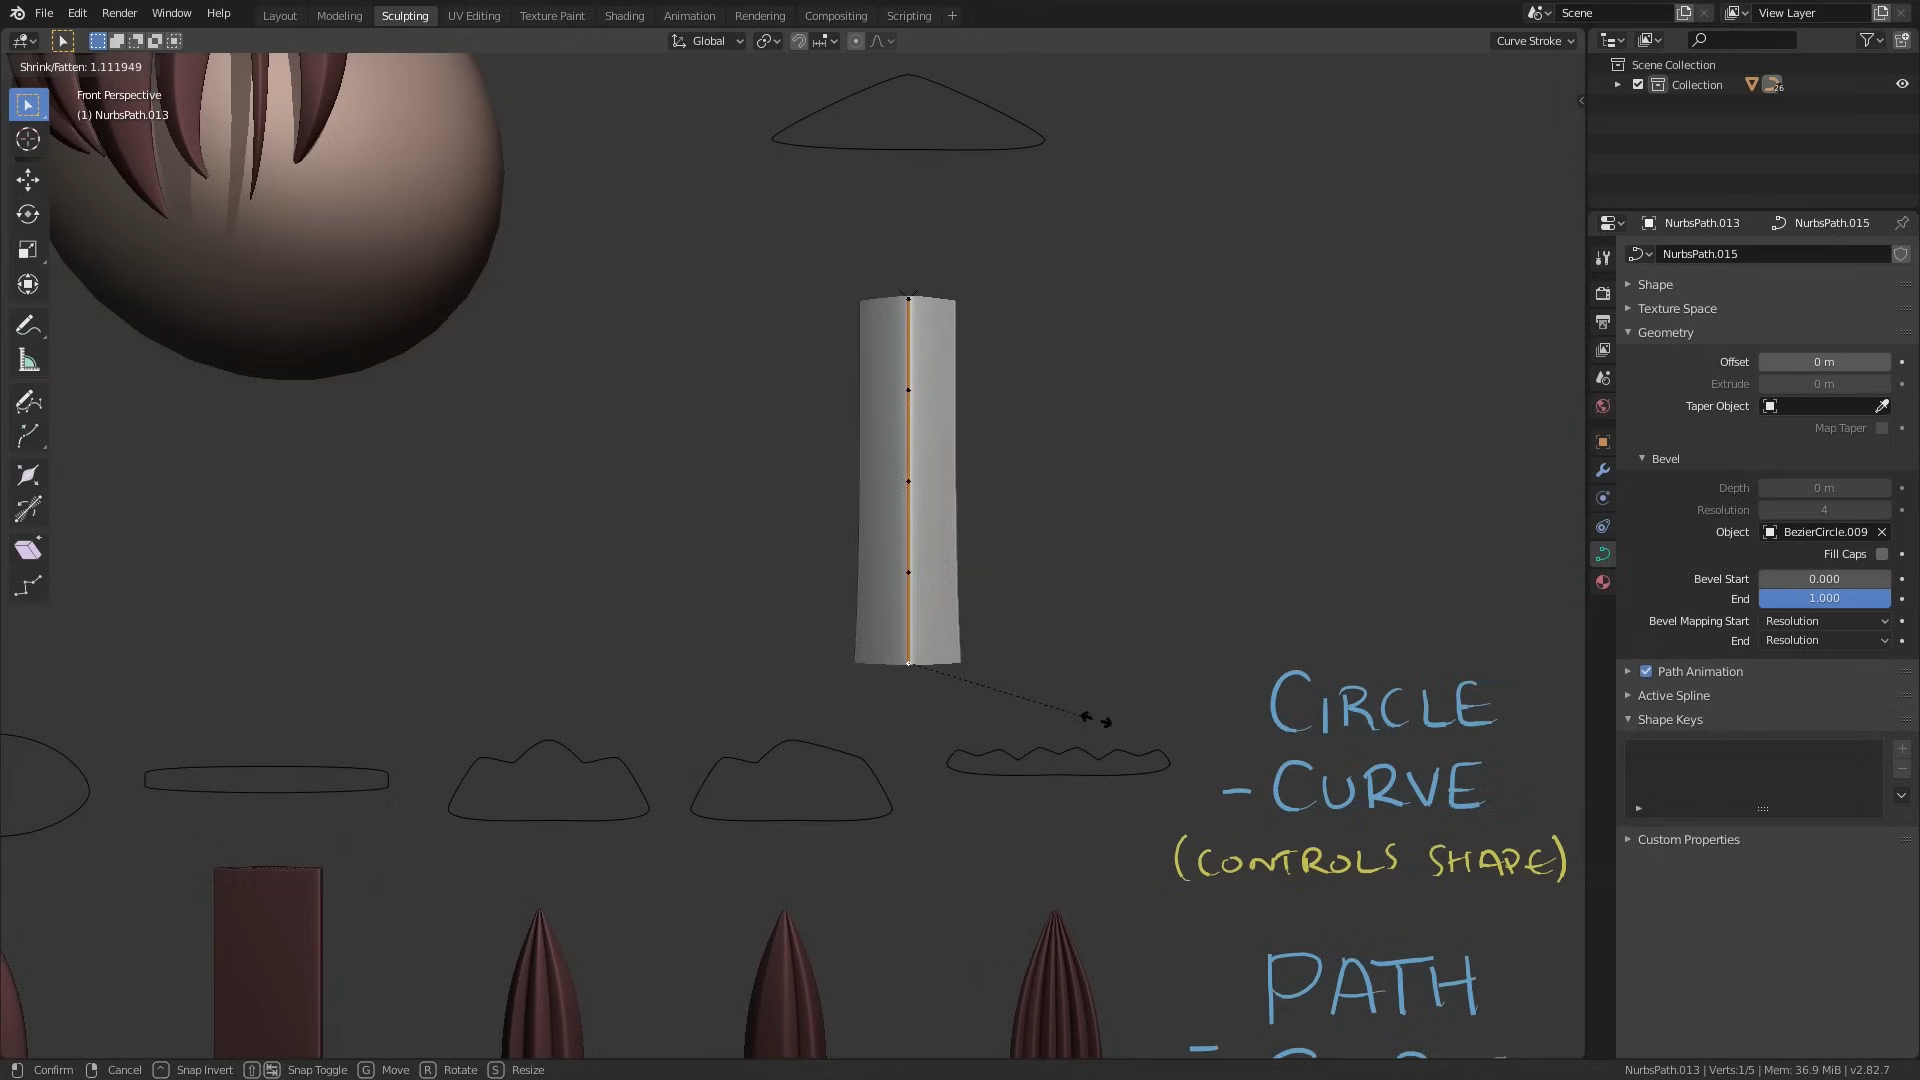 File Edit Render Window Help Layout Modeling Sculpting UV Editing Texture Paint Shading Animation Rendering Compositing Scripting + Scene View Layer
Global Curve Stroke
Shrink/Fatten: 1.111949
Front Perspective
(1) NurbsPath.013
Scene Collection
Collection 26
NurbsPath.013 NurbsPath.015
NurbsPath.015
Shape
Texture Space
Geometry
Offset 0 m
Extrude 0 m
Taper Object
Map Taper
Bevel
Depth 0 m
Resolution 4
Object BezierCircle.009
Fill Caps
Bevel Start 0.000
End 1.000
Bevel Mapping Start Resolution
End Resolution
Path Animation
Active Spline
Shape Keys
Custom Properties
CIRCLE
- CURVE
(CONTROLS SHAPE)
PATH
Confirm Cancel Snap Invert Snap Toggle G Move R Rotate S Resize NurbsPath.013 | Verts:1/5 | Mem: 36.9 MiB | v2.82.7